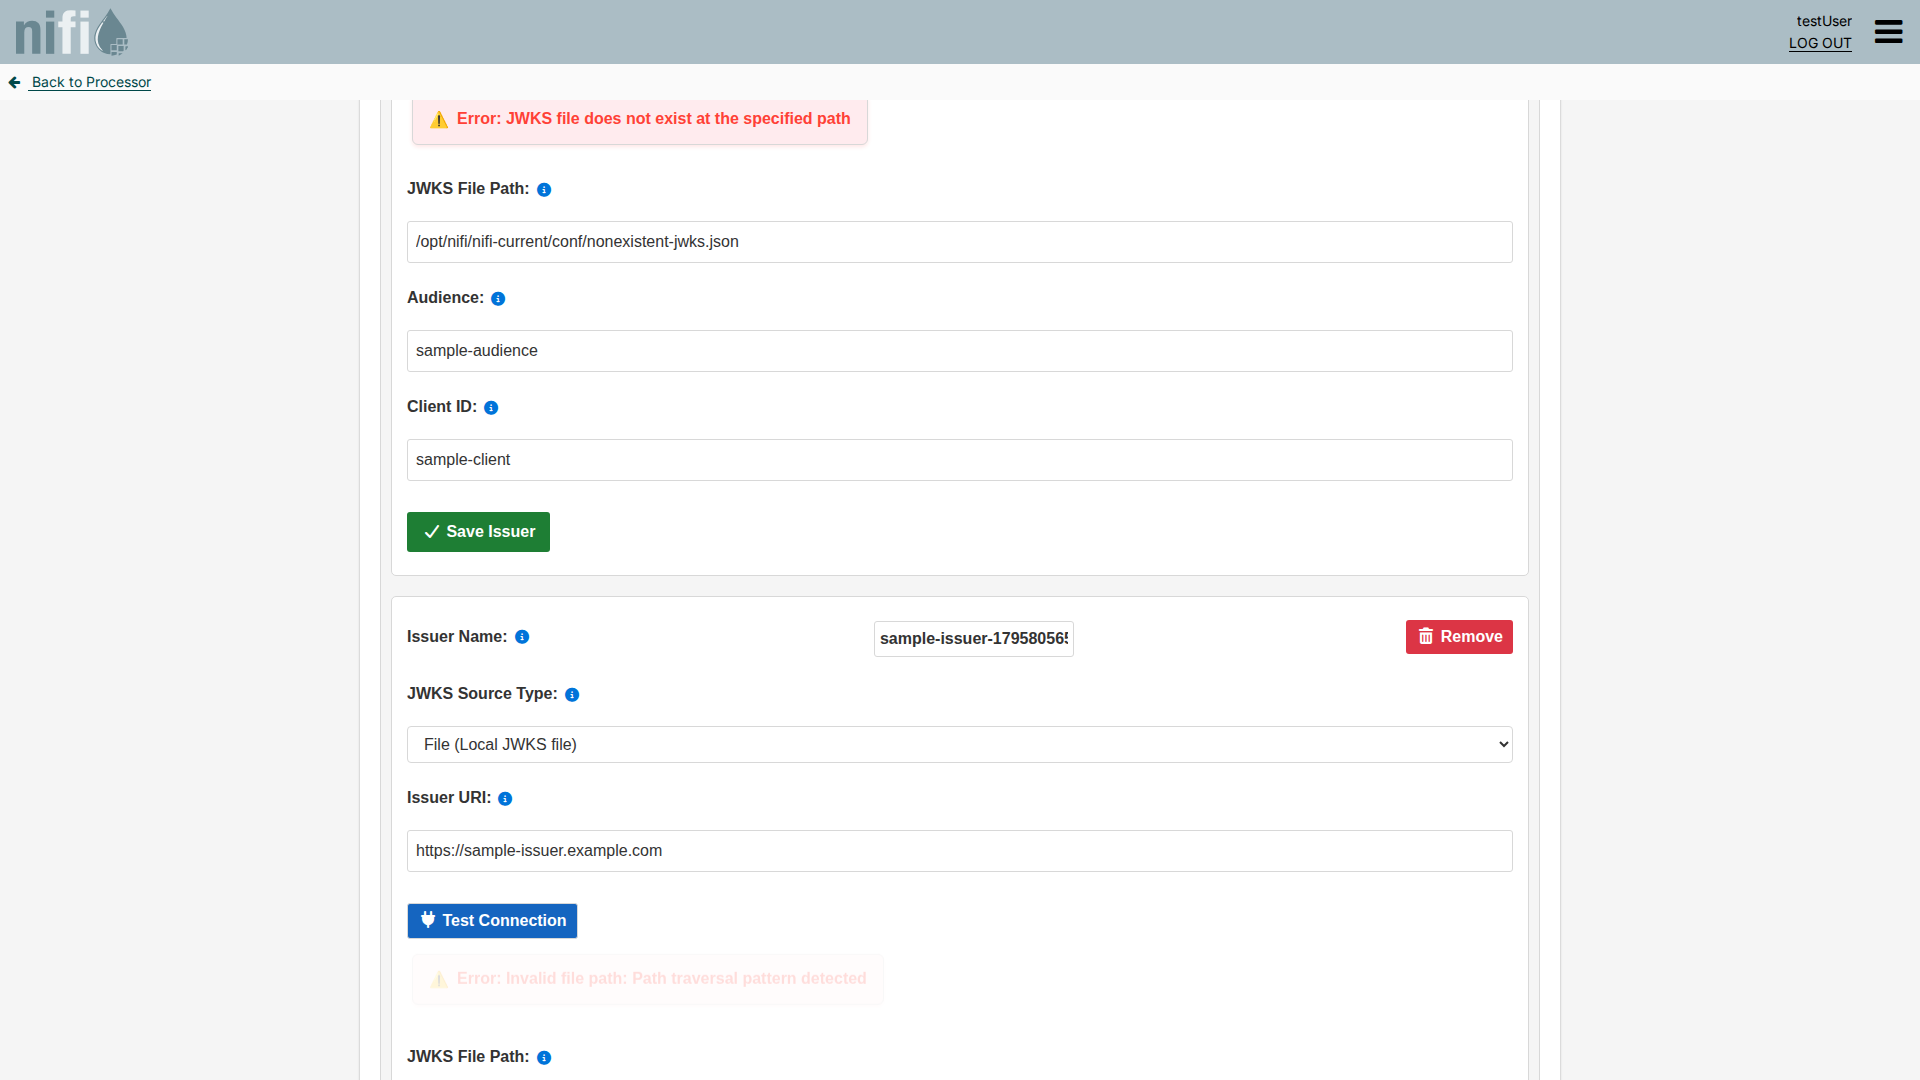 nifi
testUser
LOG OUT
Back to Processor
Error: JWKS file does not exist at the specified path
JWKS File Path:
/opt/nifi/nifi-current/conf/nonexistent-jwks.json
Audience:
sample-audience
Client ID:
sample-client
Save Issuer
Issuer Name:
sample-issuer-179580565
Remove
JWKS Source Type:
File (Local JWKS file)
Issuer URI:
https://sample-issuer.example.com
Test Connection
Error: Invalid file path: Path traversal pattern detected
JWKS File Path: